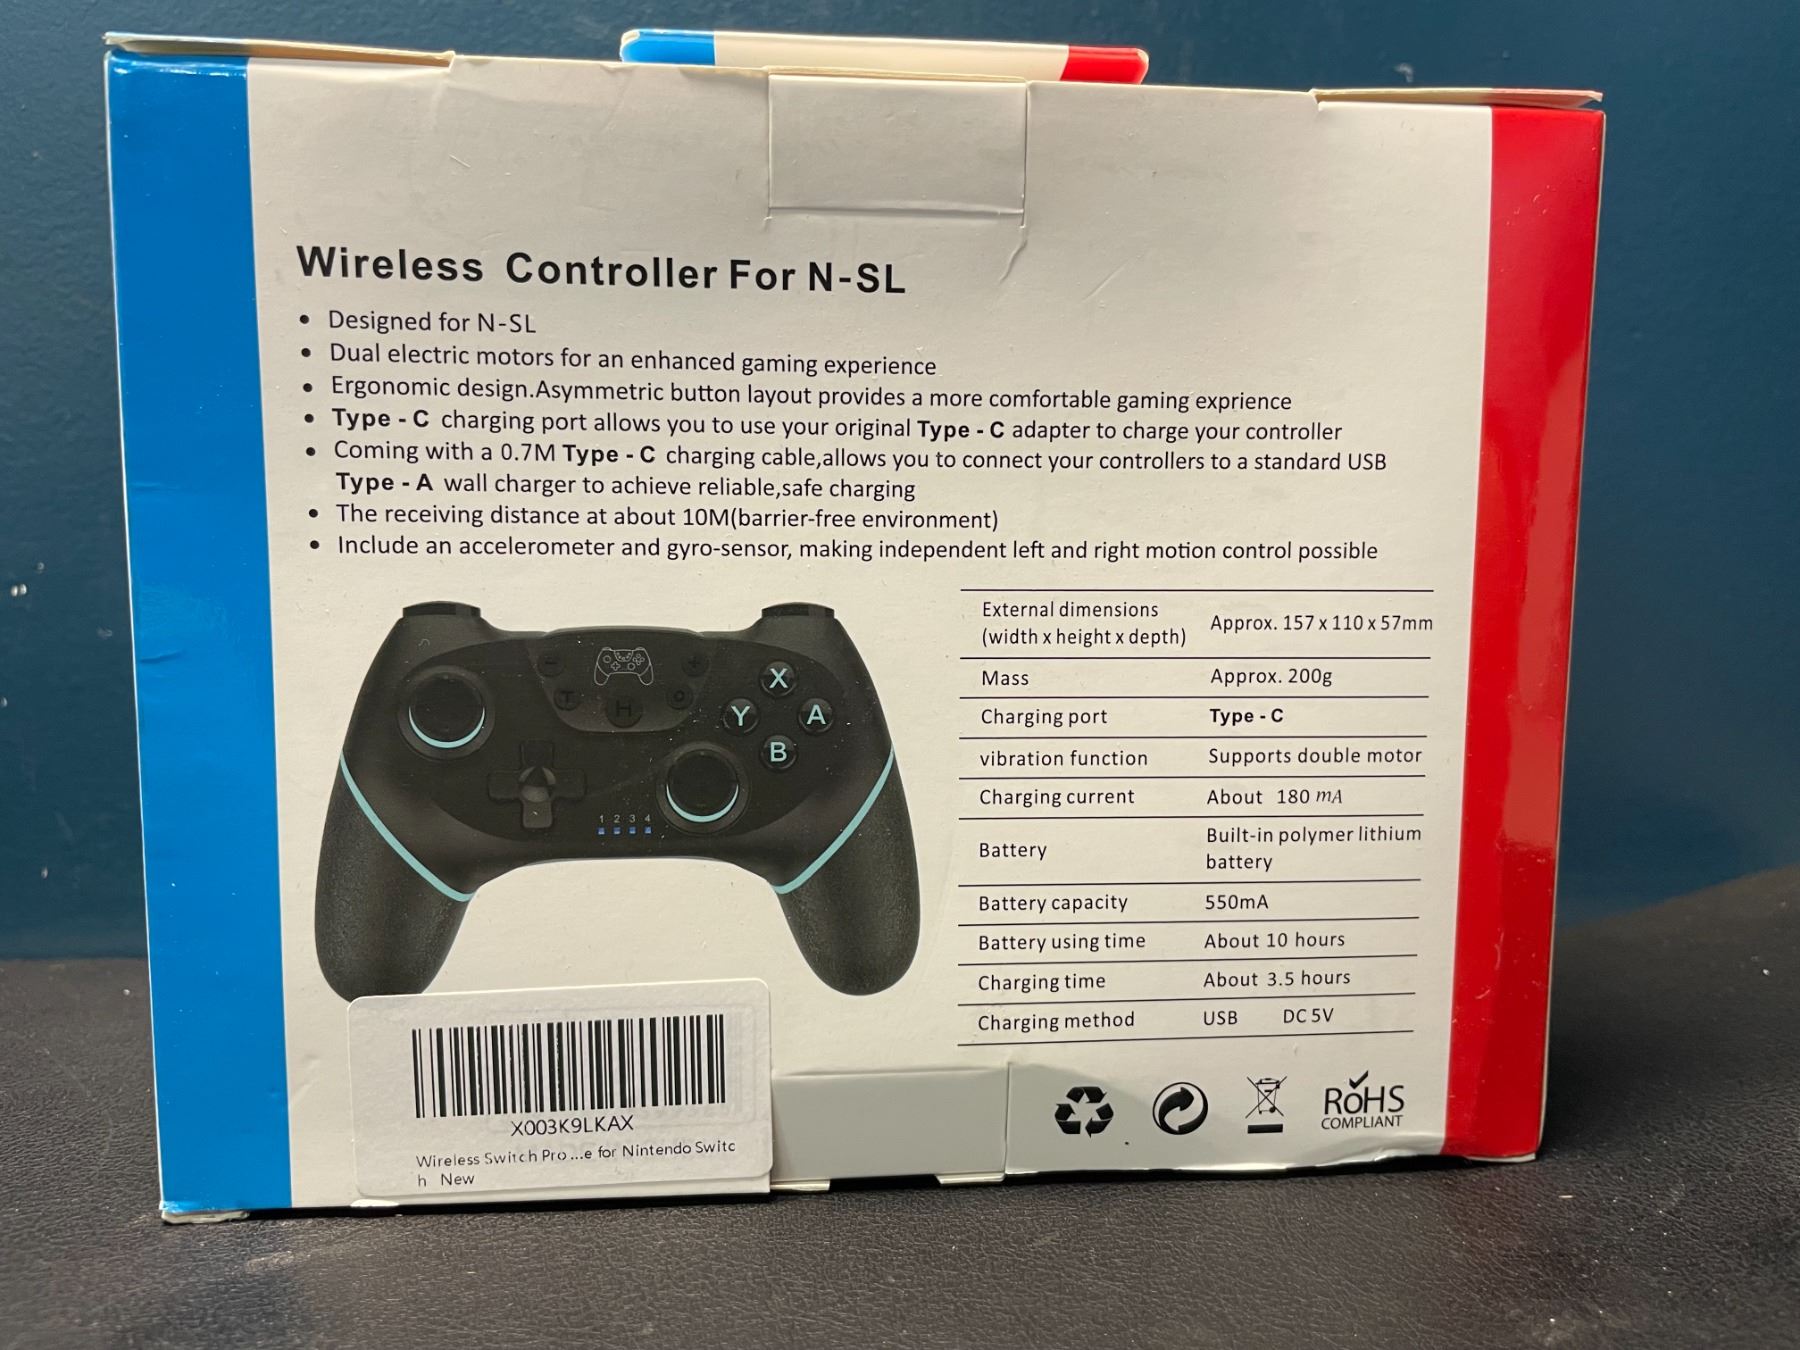 Wireless Controller For N-SL
• Designed for N-SL
• Dual electric motors for an enhanced gaming experience
• Ergonomic design.Asymmetric button layout provides a more comfortable gaming exprience
• Type - C charging port allows you to use your original Type - C adapter to charge your controller
• Coming with a 0.7M Type - C charging cable,allows you to connect your controllers to a standard USB
Type - A wall charger to achieve reliable,safe charging
• The receiving distance at about 10M(barrier-free environment)
• Include an accelerometer and gyro-sensor, making independent left and right motion control possible
X
Y A
B
T H O
1 2 3 4
External dimensions
(width x height x depth) Approx. 157 x 110 x 57mm
Mass Approx. 200g
Charging port Type - C
vibration function Supports double motor
Charging current About 180 mA
Battery Built-in polymer lithium
battery
Battery capacity 550mA
Battery using time About 10 hours
Charging time About 3.5 hours
Charging method USB DC 5V
X003K9LKAX
Wireless Switch Pro ...e for Nintendo Switc
h New
RoHS
COMPLIANT